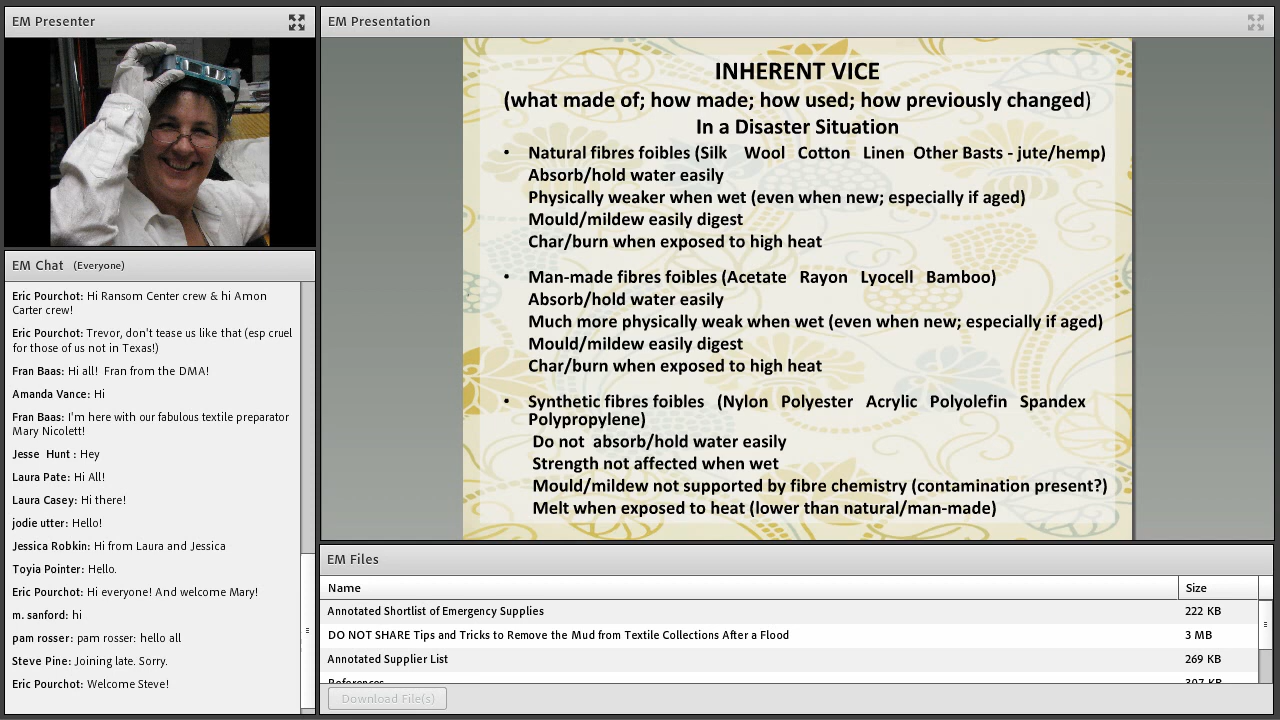 EM Presenter
EM Chat (Everyone)
Eric Pourchot: Hi Ransom Center crew & hi Amon
Carter crew!
Eric Pourchot: Trevor, don't tease us like that (esp cruel
for those of us not in Texas!)
Fran Baas: Hi all! Fran from the DMA!
Amanda Vance: Hi
Fran Baas: I'm here with our fabulous textile preparator
Mary Nicolett!
Jesse Hunt : Hey
Laura Pate: Hi All!
Laura Casey: Hi there!
jodie utter: Hello!
Jessica Robkin: Hi from Laura and Jessica
Toyia Pointer: Hello.
Eric Pourchot: Hi everyone! And welcome Mary!
m. sanford: hi
pam rosser: pam rosser: hello all
Steve Pine: Joining late. Sorry.
Eric Pourchot: Welcome Steve!
EM Presentation
INHERENT VICE
(what made of; how made; how used; how previously changed)
In a Disaster Situation
• Natural fibres foibles (Silk Wool Cotton Linen Other Basts - jute/hemp)
Absorb/hold water easily
Physically weaker when wet (even when new; especially if aged)
Mould/mildew easily digest
Char/burn when exposed to high heat
• Man-made fibres foibles (Acetate Rayon Lyocell Bamboo)
Absorb/hold water easily
Much more physically weak when wet (even when new; especially if aged)
Mould/mildew easily digest
Char/burn when exposed to high heat
• Synthetic fibres foibles (Nylon Polyester Acrylic Polyolefin Spandex
Polypropylene)
Do not absorb/hold water easily
Strength not affected when wet
Mould/mildew not supported by fibre chemistry (contamination present?)
Melt when exposed to heat (lower than natural/man-made)
EM Files
Name Size
Annotated Shortlist of Emergency Supplies 222 KB
DO NOT SHARE Tips and Tricks to Remove the Mud from Textile Collections After a Flood 3 MB
Annotated Supplier List 269 KB
References 307 KB
Download File(s)